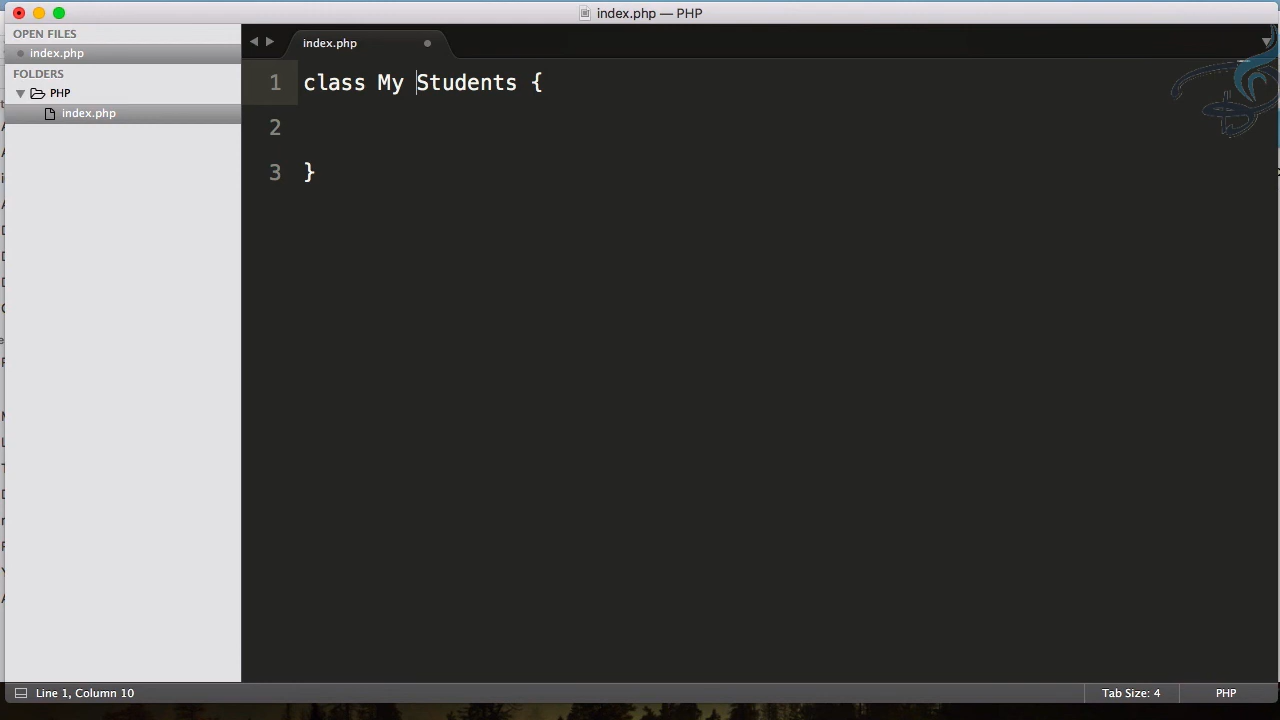 index.php — PHP
OPEN FILES
index.php
FOLDERS
PHP
index.php
index.php
1 class My Students {
2
3 }
Line 1, Column 10
Tab Size: 4
PHP